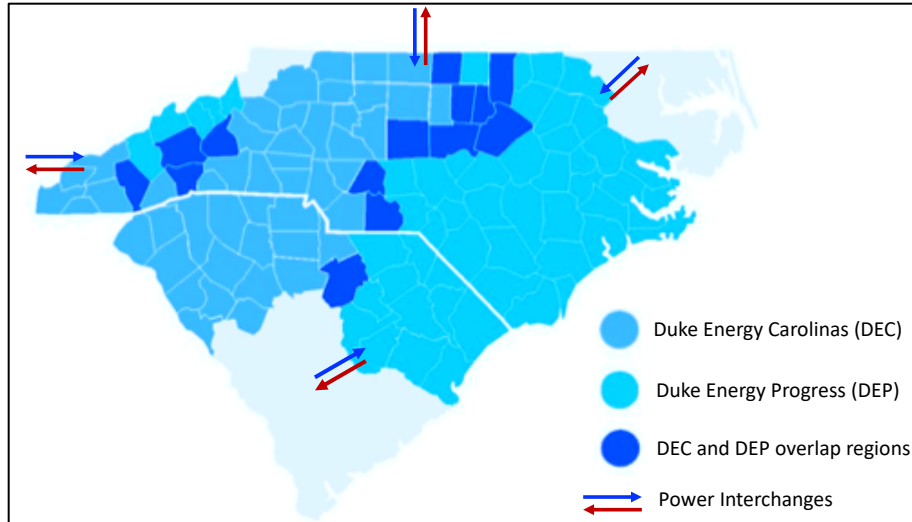 Duke Energy Carolinas (DEC)
Duke Energy Progress (DEP)
DEC and DEP overlap regions
Power Interchanges